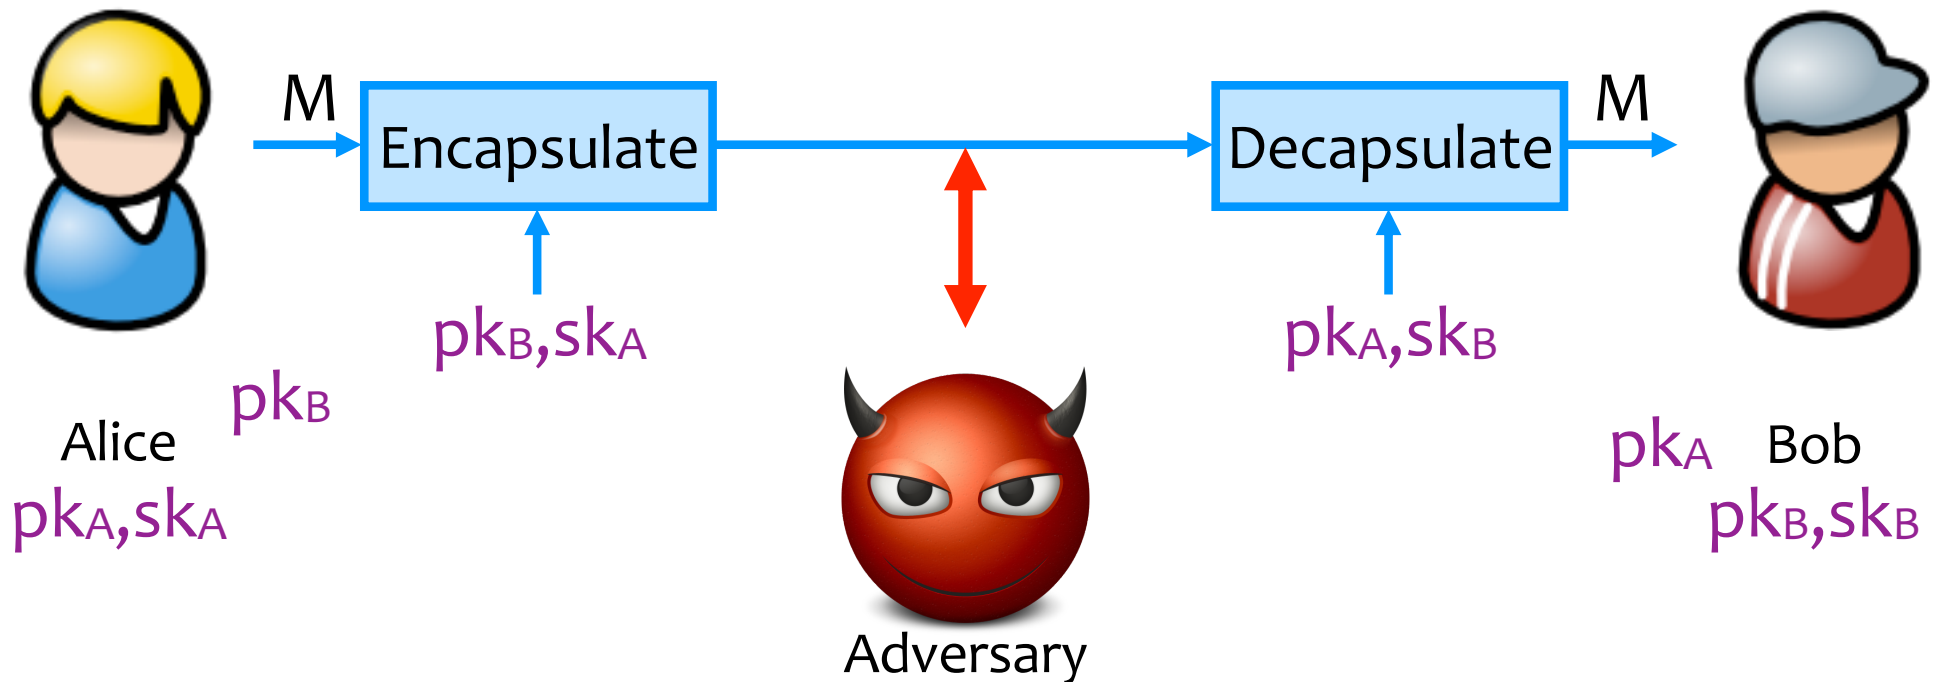 M
Encapsulate
Decapsulate
M
pkB,skA
pkA,skB
pkB
Alice
pkA,skA
pkA
Bob
pkB,skB
Adversary